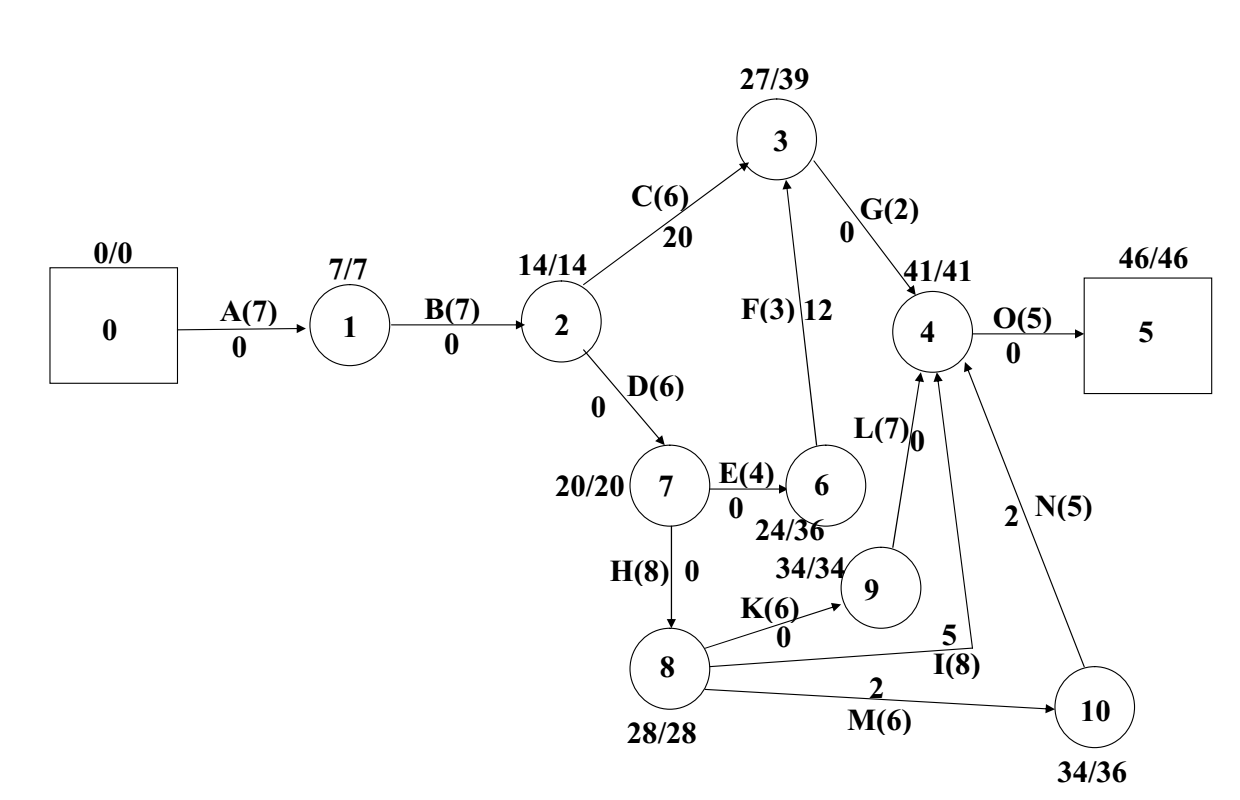 27/39
3
C(6)
20
G(2)
0
0/0
0
A(7)
0
7/7
1
B(7)
0
14/14
2
41/41
4
O(5)
0
46/46
5
F(3) 12
D(6)
0
L(7) 0
20/20
7
E(4)
0
6
24/36
N(5)
2
H(8) 0
34/34
9
K(6)
0
5
I(8)
8
28/28
2
M(6)
10
34/36